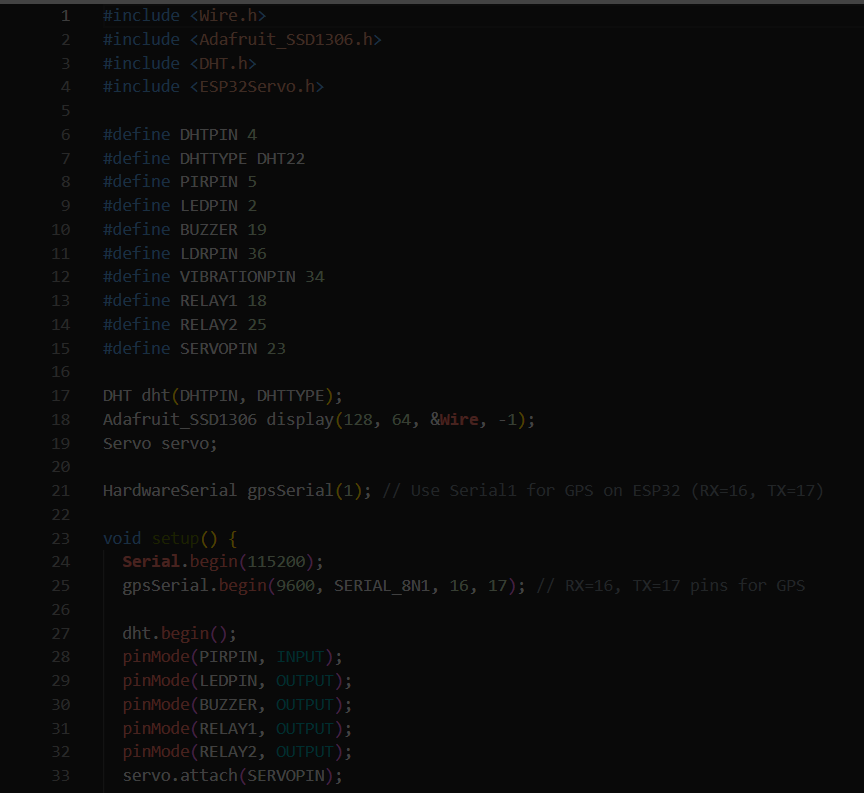 1 #include <Wire.h>
2 #include <Adafruit_SSD1306.h>
3 #include <DHT.h>
4 #include <ESP32Servo.h>
5
6 #define DHTPIN 4
7 #define DHTTYPE DHT22
8 #define PIRPIN 5
9 #define LEDPIN 2
10 #define BUZZER 19
11 #define LDRPIN 36
12 #define VIBRATIONPIN 34
13 #define RELAY1 18
14 #define RELAY2 25
15 #define SERVOPIN 23
16
17 DHT dht(DHTPIN, DHTTYPE);
18 Adafruit_SSD1306 display(128, 64, &Wire, -1);
19 Servo servo;
20
21 HardwareSerial gpsSerial(1); // Use Serial1 for GPS on ESP32 (RX=16, TX=17)
22
23 void setup() {
24   Serial.begin(115200);
25   gpsSerial.begin(9600, SERIAL_8N1, 16, 17); // RX=16, TX=17 pins for GPS
26
27   dht.begin();
28   pinMode(PIRPIN, INPUT);
29   pinMode(LEDPIN, OUTPUT);
30   pinMode(BUZZER, OUTPUT);
31   pinMode(RELAY1, OUTPUT);
32   pinMode(RELAY2, OUTPUT);
33   servo.attach(SERVOPIN);